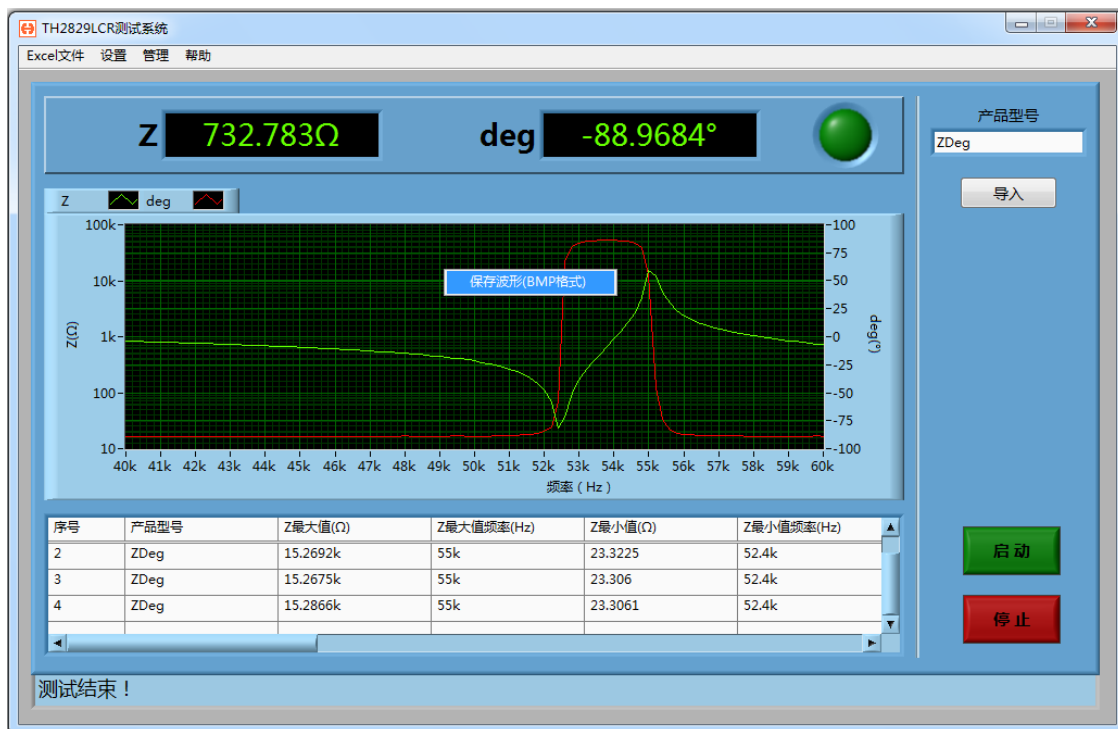 TH2829LCR测试系统
Excel文件 设置 管理 帮助
Z 732.783Ω deg -88.9684°
产品型号
ZDeg
导入
Z deg
100k
10k
1k
100
10
Z(Ω)
保存波形(BMP格式)
100
75
50
25
0
-25
-50
-75
-100
deg(°)
40k 41k 42k 43k 44k 45k 46k 47k 48k 49k 50k 51k 52k 53k 54k 55k 56k 57k 58k 59k 60k
频率(Hz)
序号 产品型号 Z最大值(Ω) Z最大值频率(Hz) Z最小值(Ω) Z最小值频率(Hz)
2 ZDeg 15.2692k 55k 23.3225 52.4k
3 ZDeg 15.2675k 55k 23.306 52.4k
4 ZDeg 15.2866k 55k 23.3061 52.4k
启动
停止
测试结束！